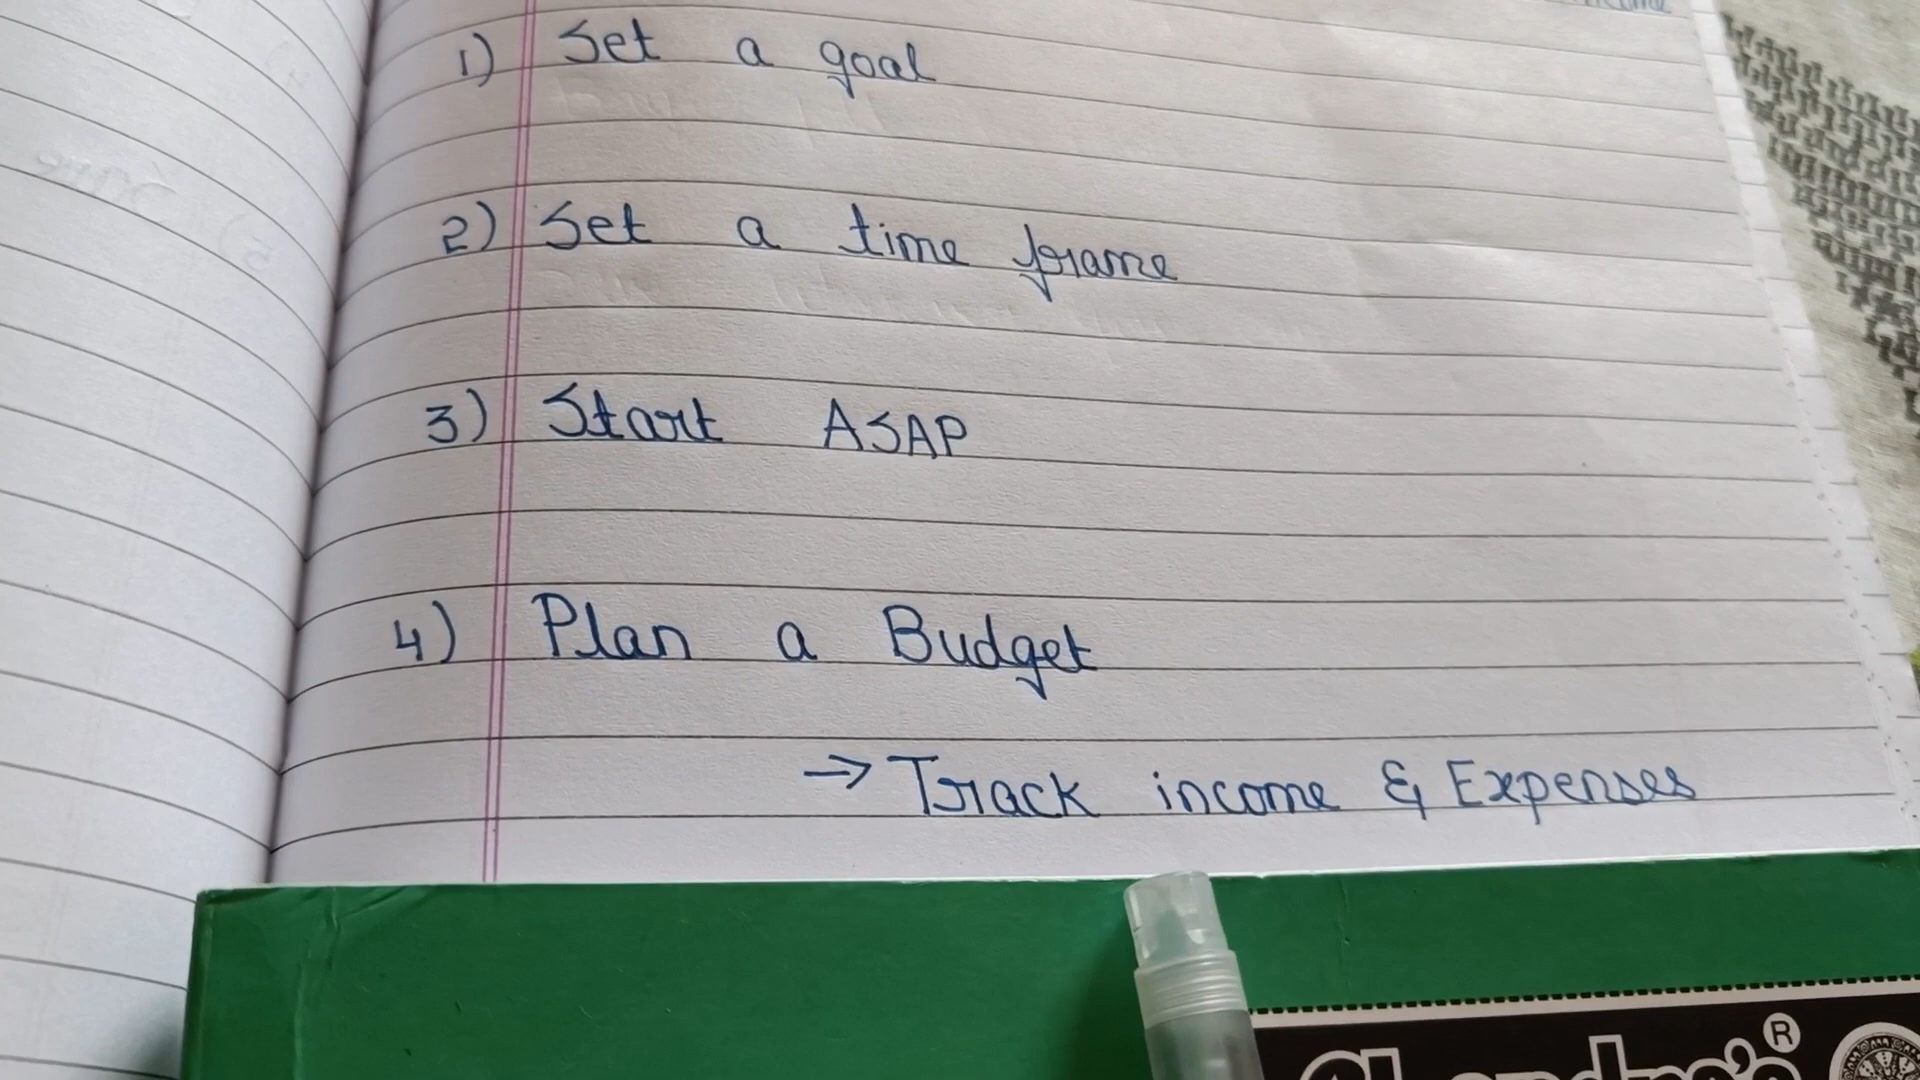 1) Set a goal
2) Set a time frame
3) Start ASAP
4) Plan a Budget
→ Track income & Expenses